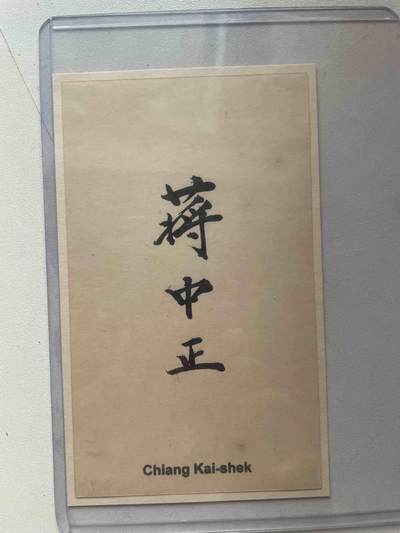 蔣中正
Chiang Kai-shek